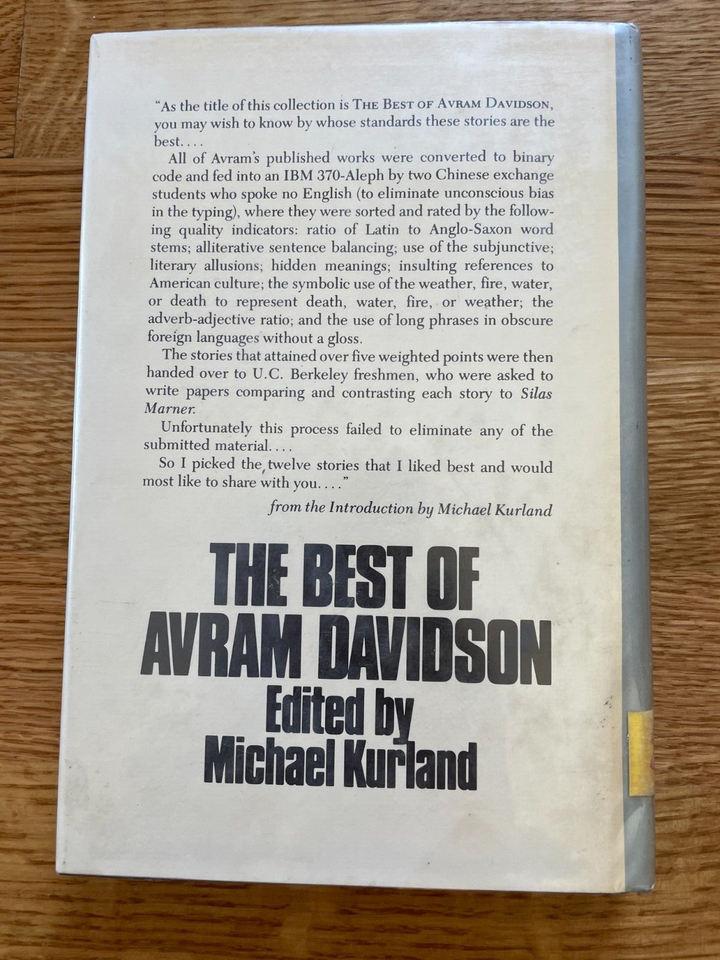 “As the title of this collection is THE BEST OF AVRAM DAVIDSON,
you may wish to know by whose standards these stories are the
best. . . .
All of Avram’s published works were converted to binary
code and fed into an IBM 370-Aleph by two Chinese exchange
students who spoke no English (to eliminate unconscious bias
in the typing), where they were sorted and rated by the follow-
ing quality indicators: ratio of Latin to Anglo-Saxon word
stems; alliterative sentence balancing; use of the subjunctive;
literary allusions; hidden meanings; insulting references to
American culture; the symbolic use of the weather, fire, water,
or death to represent death, water, fire, or weather; the
adverb-adjective ratio; and the use of long phrases in obscure
foreign languages without a gloss.
The stories that attained over five weighted points were then
handed over to U.C. Berkeley freshmen, who were asked to
write papers comparing and contrasting each story to Silas
Marner.
Unfortunately this process failed to eliminate any of the
submitted material. . . .
So I picked the twelve stories that I liked best and would
most like to share with you. . . .”
from the Introduction by Michael Kurland
THE BEST OF
AVRAM DAVIDSON
Edited by
Michael Kurland